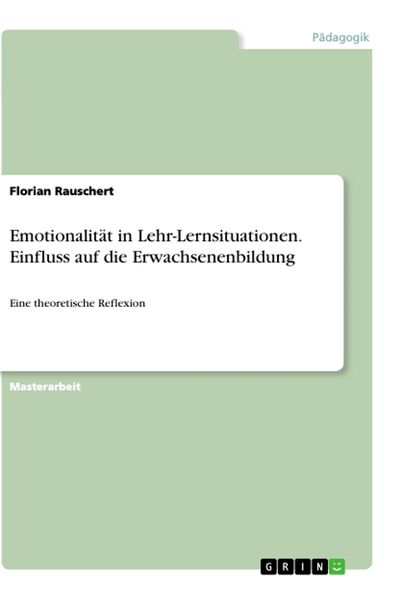 Pädagogik
Florian Rauschert
Emotionalität in Lehr-Lernsituationen.
Einfluss auf die Erwachsenenbildung
Eine theoretische Reflexion
Masterarbeit
GRIN